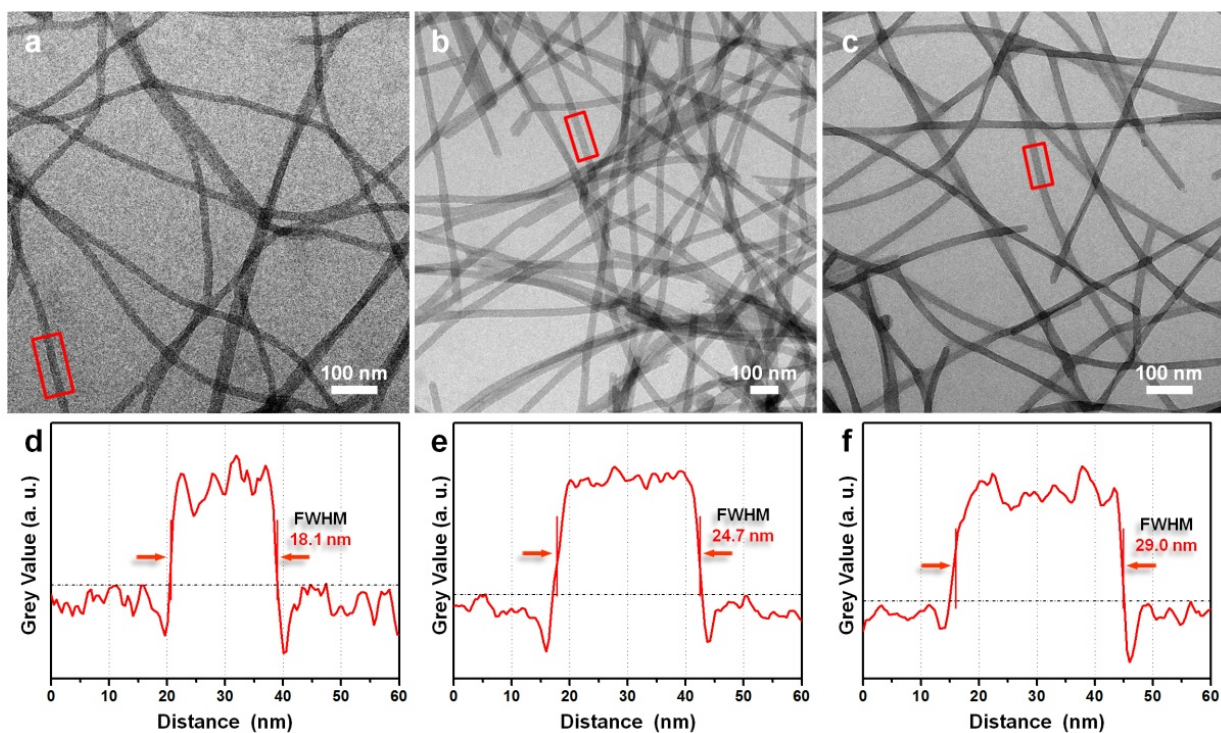 a
b
c
100 nm
100 nm
100 nm
d
e
f
FWHM
18.1 nm
FWHM
24.7 nm
FWHM
29.0 nm
Grey Value (a. u.)
Grey Value (a. u.)
Grey Value (a. u.)
0 10 20 30 40 50 60
0 10 20 30 40 50 60
0 10 20 30 40 50 60
Distance (nm)
Distance (nm)
Distance (nm)